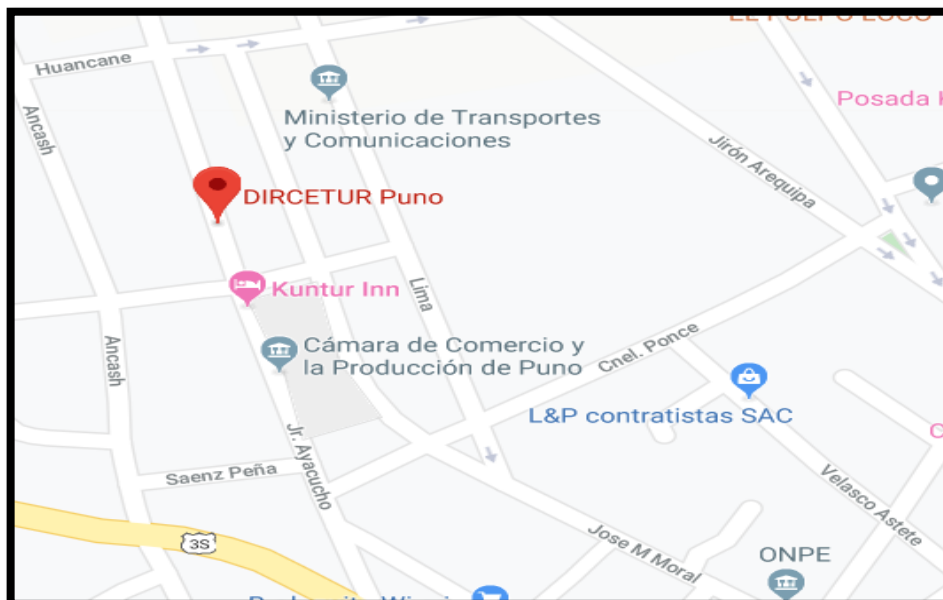 Huancane
Ancash
Ministerio de Transportes
y Comunicaciones
Posada
Jirón Arequipa
DIRCETUR Puno
Kuntur Inn
Lima
Cámara de Comercio y
la Producción de Puno
Cnel. Ponce
Ancash
L&P contratistas SAC
Jr. Ayacucho
Saenz Peña
Velasco Astete
3S
Jose M Moral
ONPE